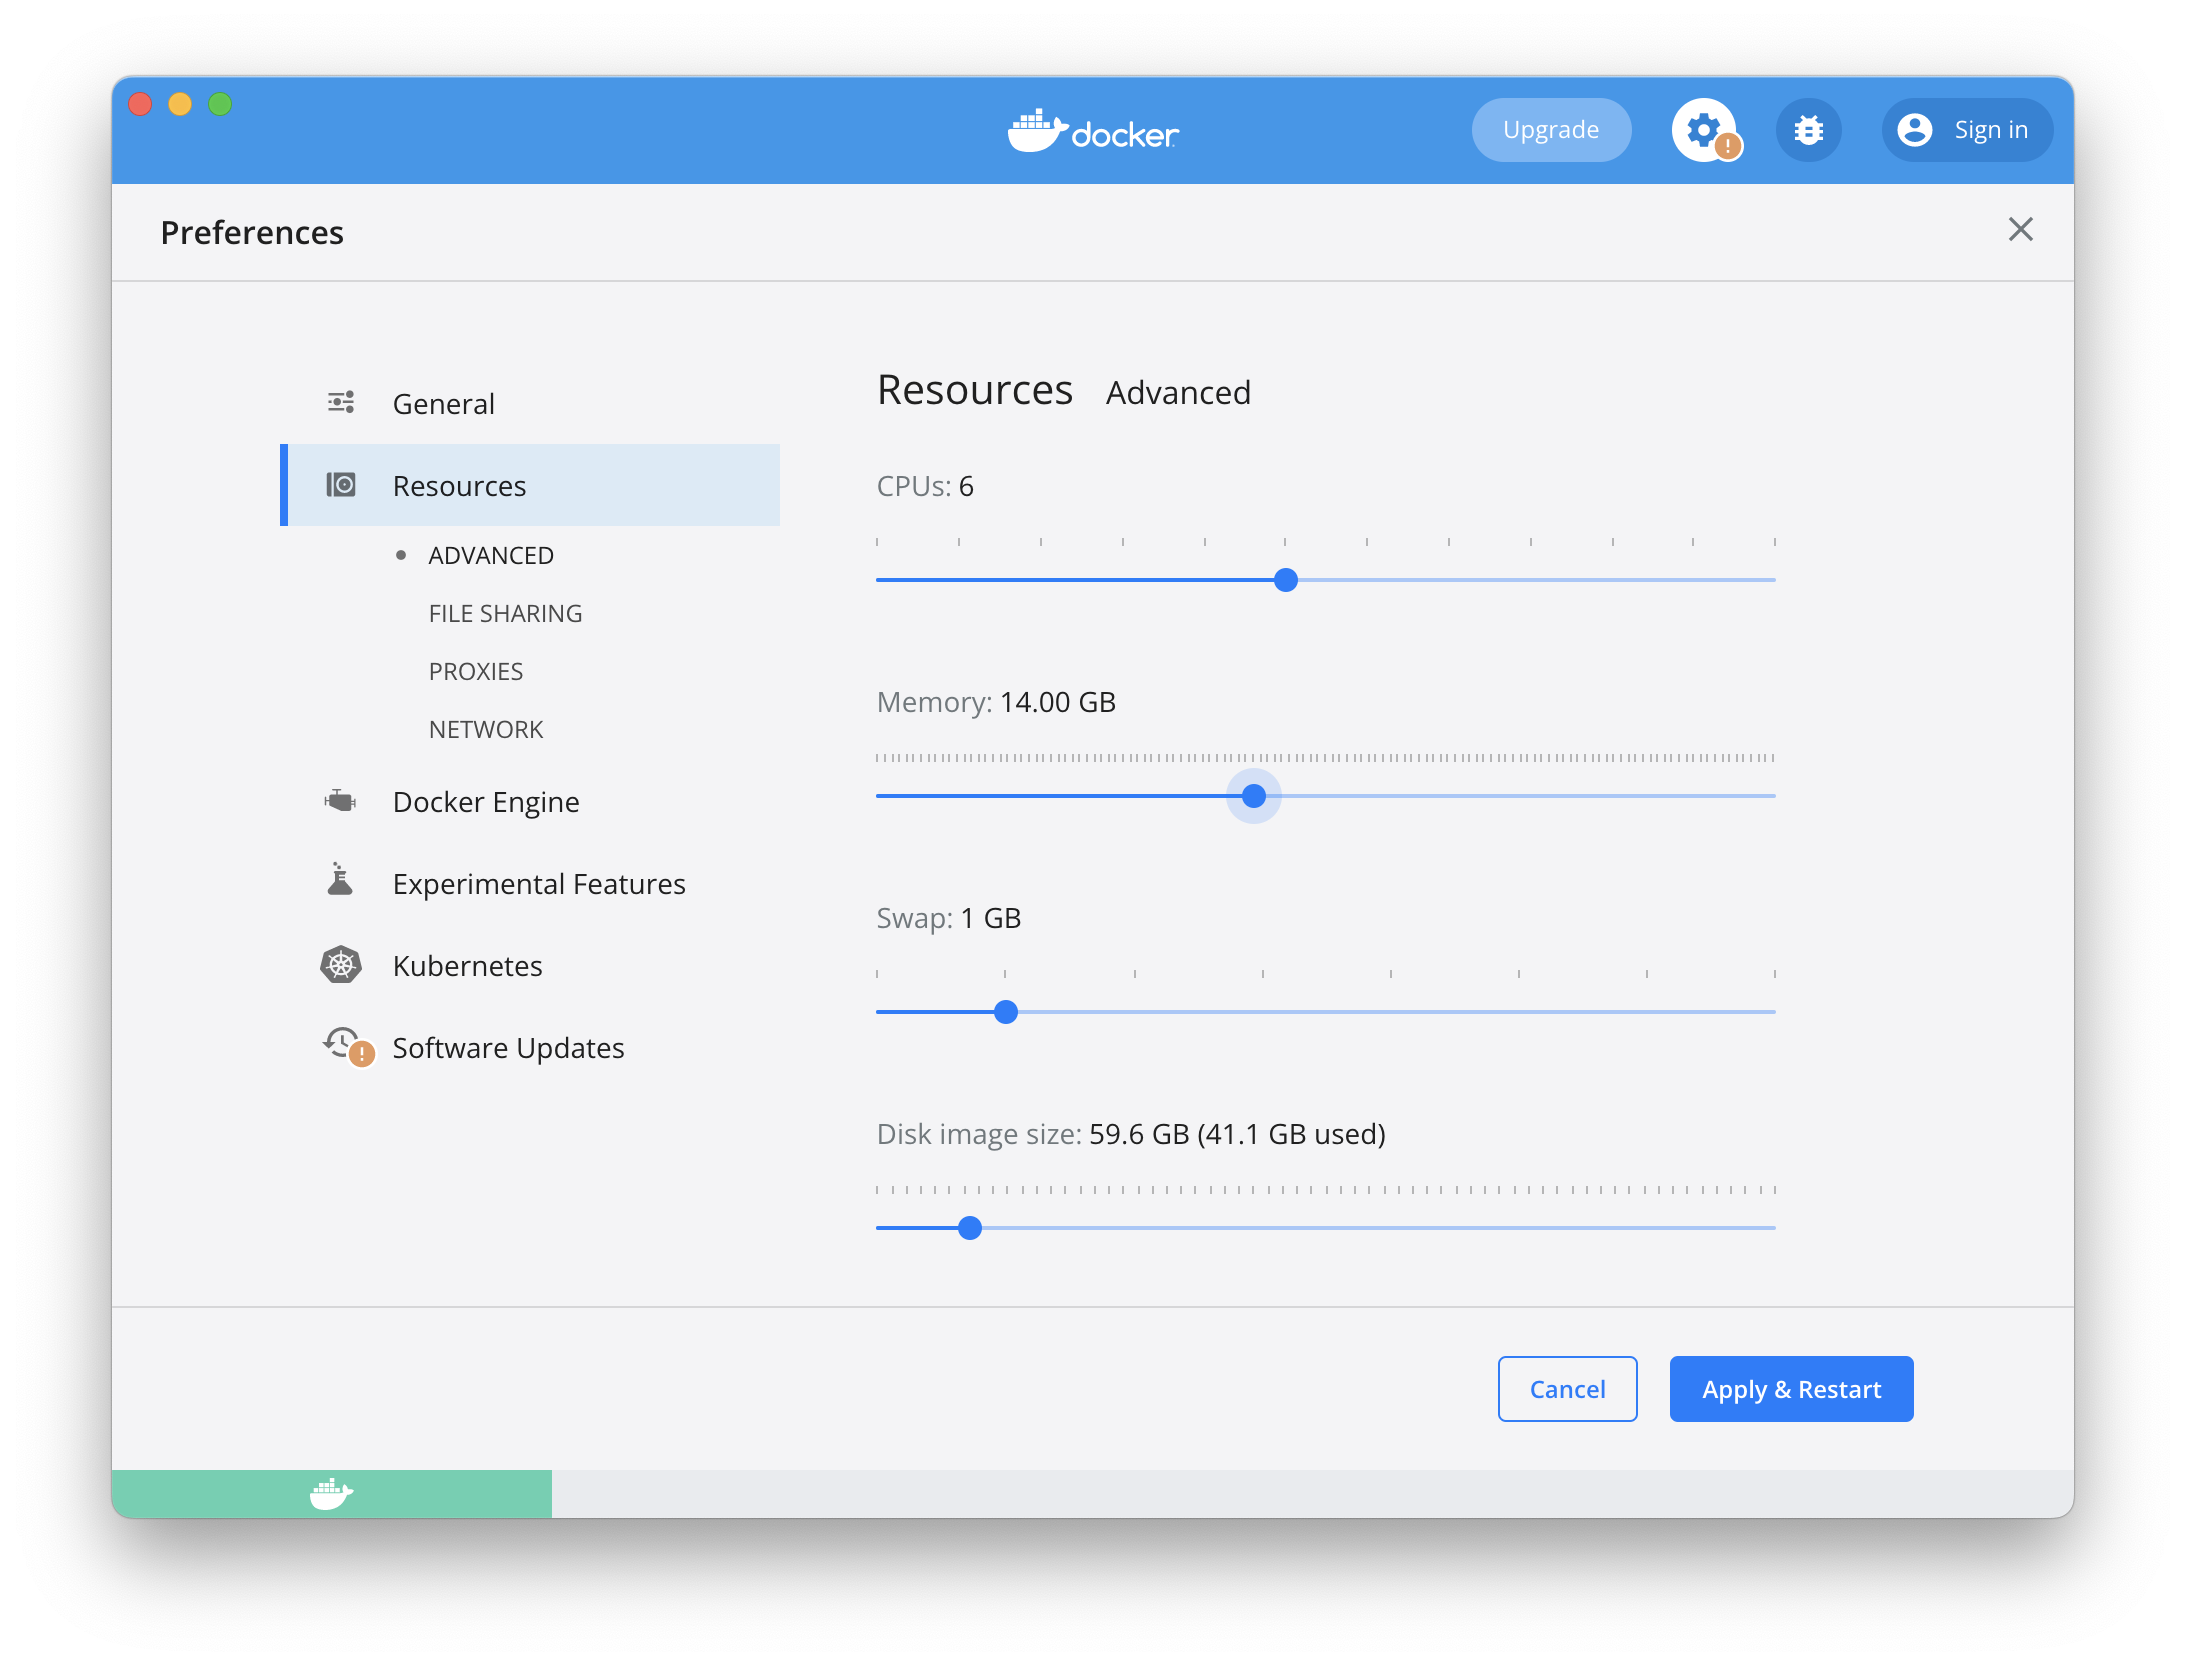 docker
Upgrade
Sign in
Preferences
General
Resources
ADVANCED
FILE SHARING
PROXIES
NETWORK
Docker Engine
Experimental Features
Kubernetes
Software Updates
Resources Advanced
CPUs: 6
Memory: 14.00 GB
Swap: 1 GB
Disk image size: 59.6 GB (41.1 GB used)
Cancel
Apply & Restart